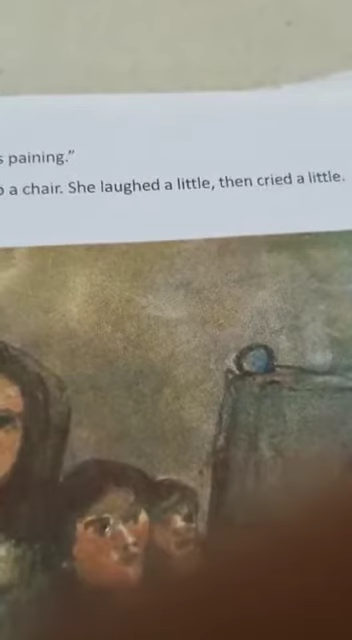 paining.”
a chair. She laughed a little, then cried a little.